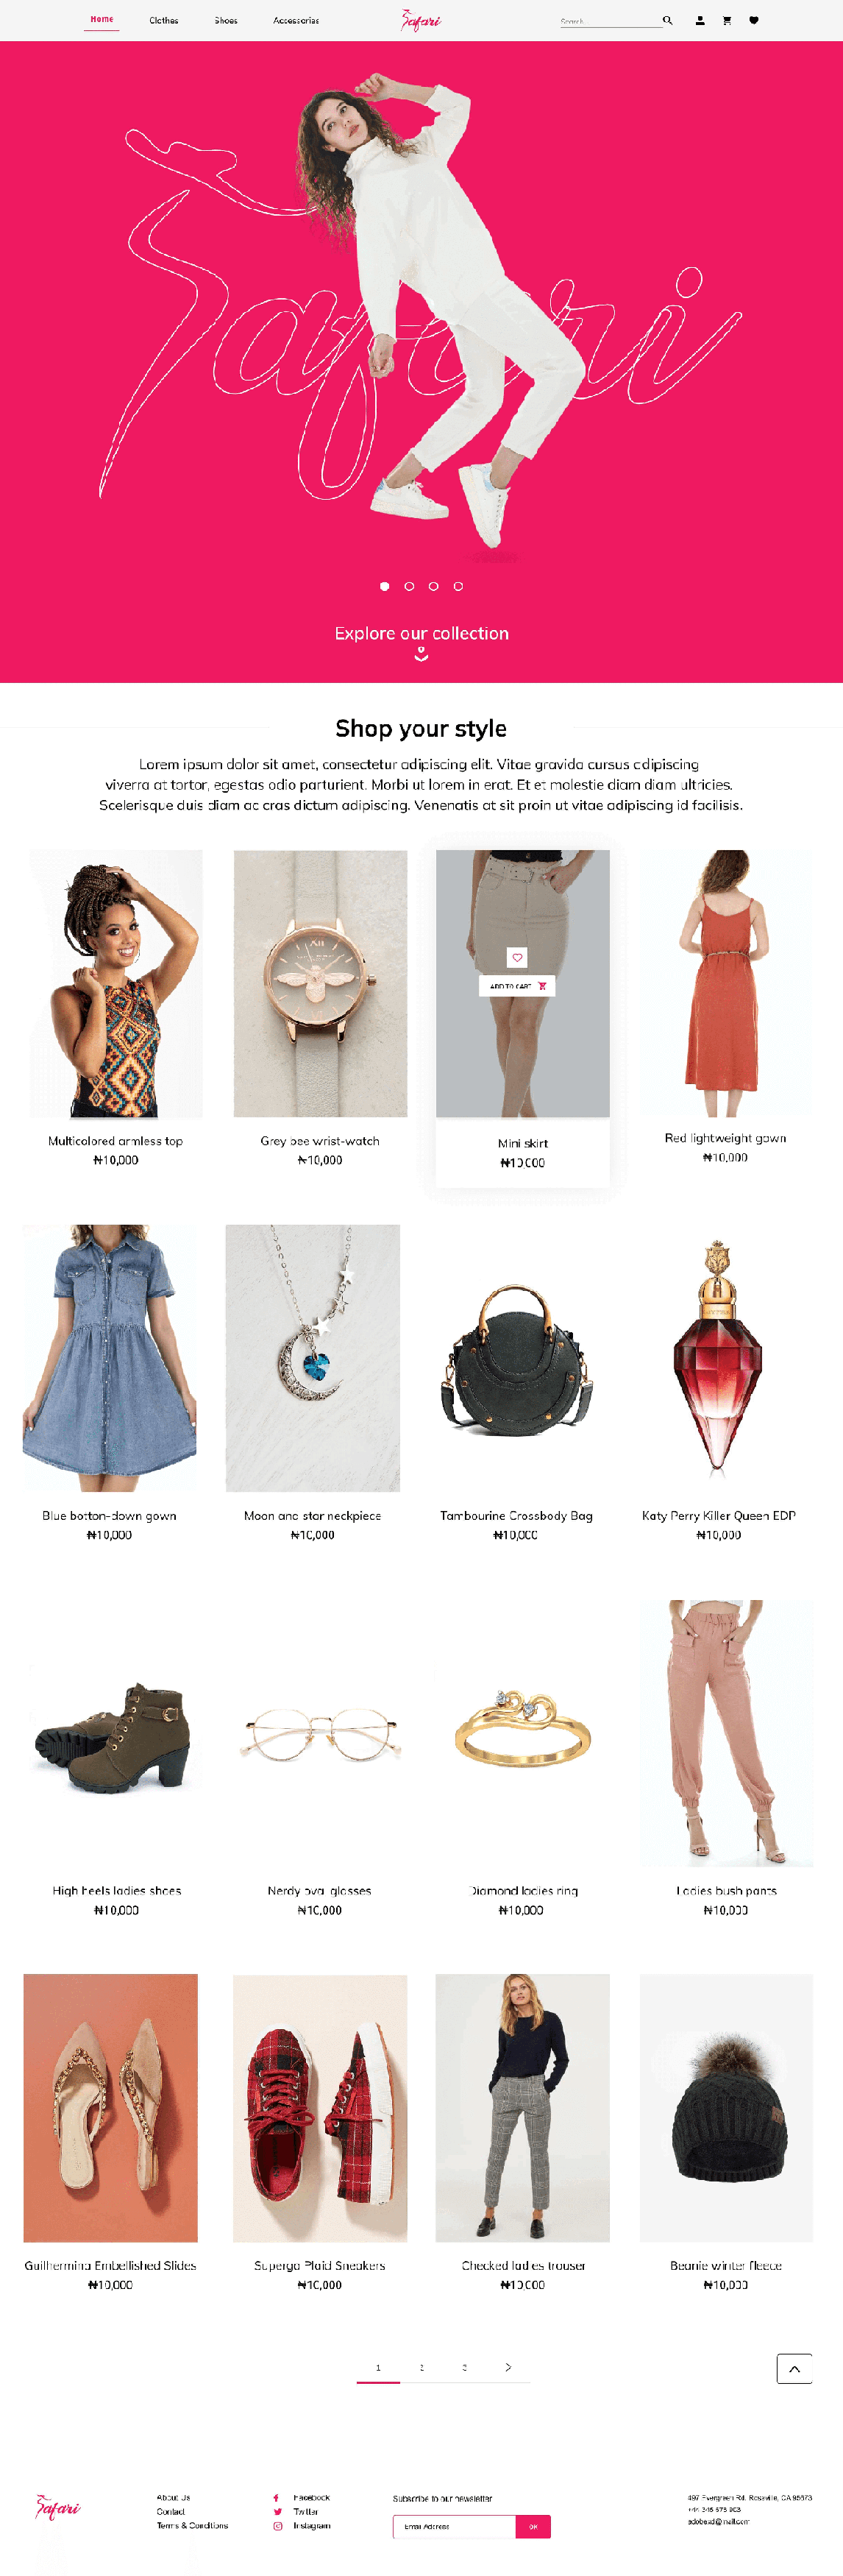 Home Clothes Shoes Accessories Safari Search
Safari
Explore our collection
Shop your style
Lorem ipsum dolor sit amet, consectetur adipiscing elit. Vitae gravida cursus adipiscing
viverra at tortor, egestas odio parturient. Morbi ut lorem in erat. Et et molestie diam diam ultricies.
Scelerisque duis diam ac cras dictum adipiscing. Venenatis at sit proin ut vitae adipiscing id facilisis.
XII
ADD TO CART
Multicolored armless top
₦10,000
Grey bee wrist-watch
₦10,000
Mini skirt
₦10,000
Red lightweight gown
₦10,000
Blue botton-down gown
₦10,000
Moon and star neckpiece
₦10,000
Tambourine Crossbody Bag
₦10,000
Katy Perry Killer Queen EDP
₦10,000
High heels ladies shoes
₦10,000
Nerdy oval glasses
₦10,000
Diamond ladies ring
₦10,000
Ladies bush pants
₦10,000
Guilhermina Embellished Slides
₦10,000
Superga Plaid Sneakers
₦10,000
Checked ladies trouser
₦10,000
Beanie winter fleece
₦10,000
1 2 3 >
Safari
About Us
Contact
Terms & Conditions
Facebook
Twitter
Instagram
Subscribe to our newsletter
Email Address OK
497 Evergreen Rd. Roseville, CA 95673
+44 345 678 903
adobexd@mail.com